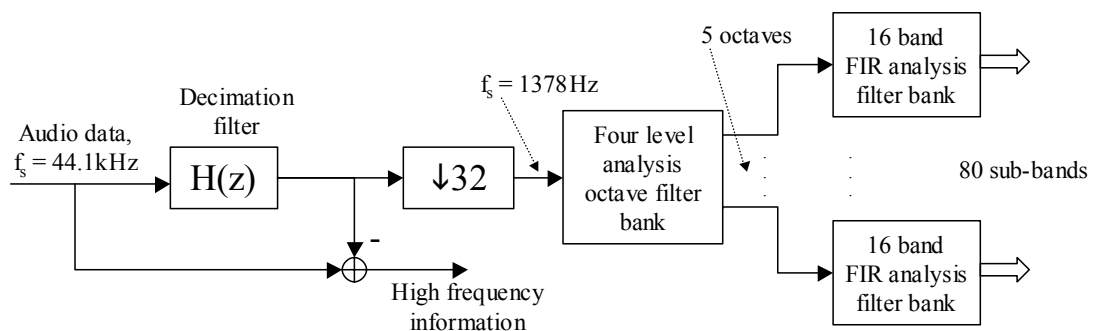 Audio data,
fs = 44.1kHz
Decimation
filter
H(z)
↓32
-
High frequency
information
fs = 1378Hz
Four level
analysis
octave filter
bank
5 octaves
16 band
FIR analysis
filter bank
80 sub-bands
16 band
FIR analysis
filter bank